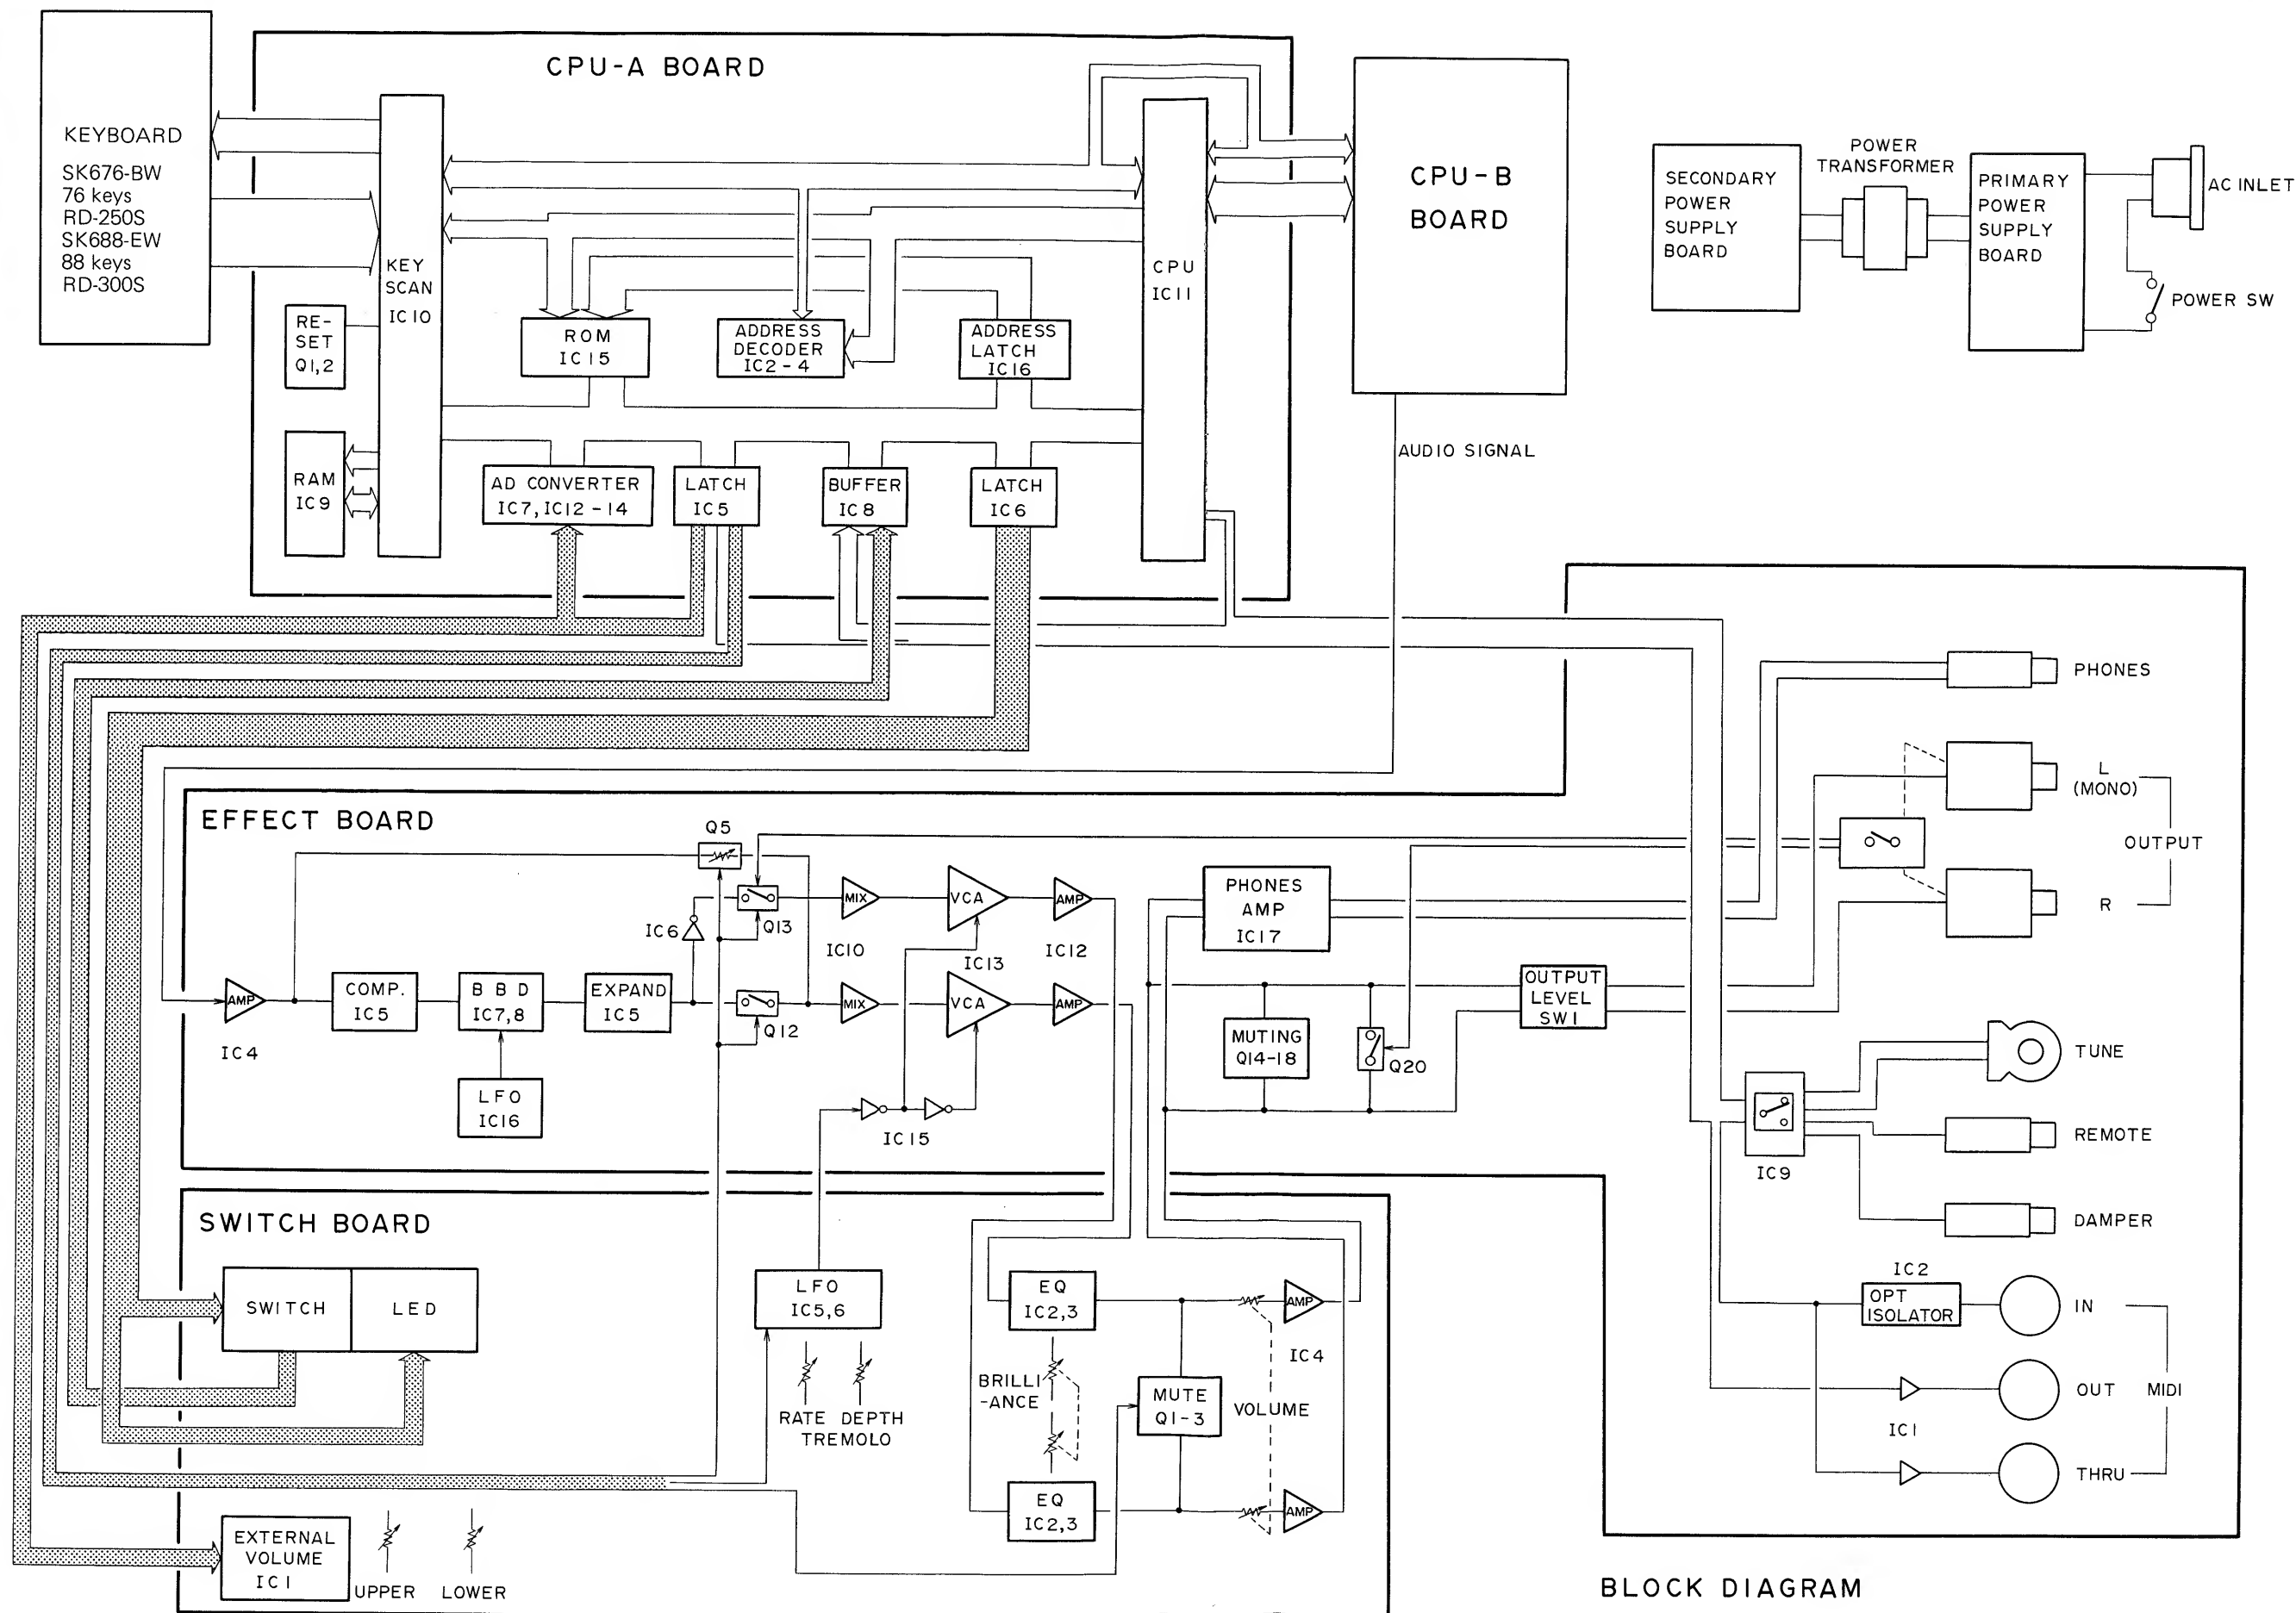 CPU-A BOARD
KEYBOARD
SK676-BW
76 keys
RD-250S
SK688-EW
88 keys
RD-300S
KEY
SCAN
IC10
RE-
SET
Q1,2
RAM
IC9
ROM
IC15
ADDRESS
DECODER
IC2-4
ADDRESS
LATCH
IC16
CPU
IC11
AD CONVERTER
IC7,IC12-14
LATCH
IC5
BUFFER
IC8
LATCH
IC6
CPU-B
BOARD
AUDIO SIGNAL
SECONDARY
POWER
SUPPLY
BOARD
POWER
TRANSFORMER
PRIMARY
POWER
SUPPLY
BOARD
AC INLET
POWER SW
EFFECT BOARD
AMP
IC4
COMP.
IC5
BBD
IC7,8
LFO
IC16
EXPAND
IC5
IC6
Q5
Q13
Q12
MIX
IC10
MIX
VCA
IC13
VCA
AMP
IC12
AMP
IC15
PHONES
AMP
IC17
MUTING
Q14-18
Q20
OUTPUT
LEVEL
SW1
PHONES
L
(MONO)
OUTPUT
R
TUNE
REMOTE
DAMPER
IC9
IC2
OPT
ISOLATOR
IN
OUT
MIDI
IC1
THRU
SWITCH BOARD
SWITCH
LED
LFO
IC5,6
RATE DEPTH
TREMOLO
EQ
IC2,3
BRILLI
-ANCE
EQ
IC2,3
MUTE
Q1-3
VOLUME
AMP
IC4
AMP
EXTERNAL
VOLUME
IC1
UPPER
LOWER
BLOCK DIAGRAM